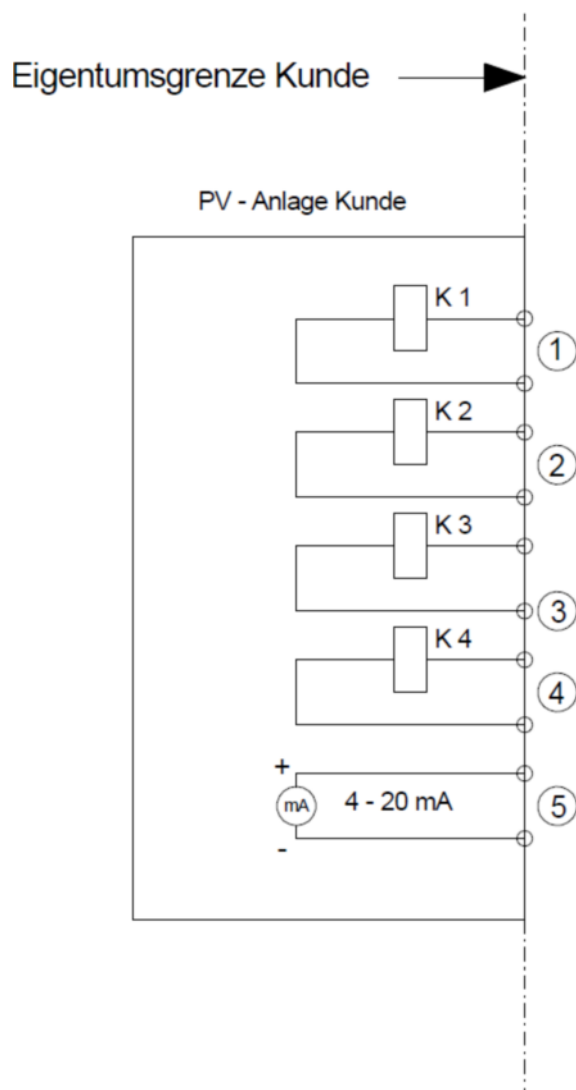 Eigentumsgrenze Kunde
PV - Anlage Kunde
K 1
1
K 2
2
K 3
3
K 4
4
+
mA
4 - 20 mA
5
-